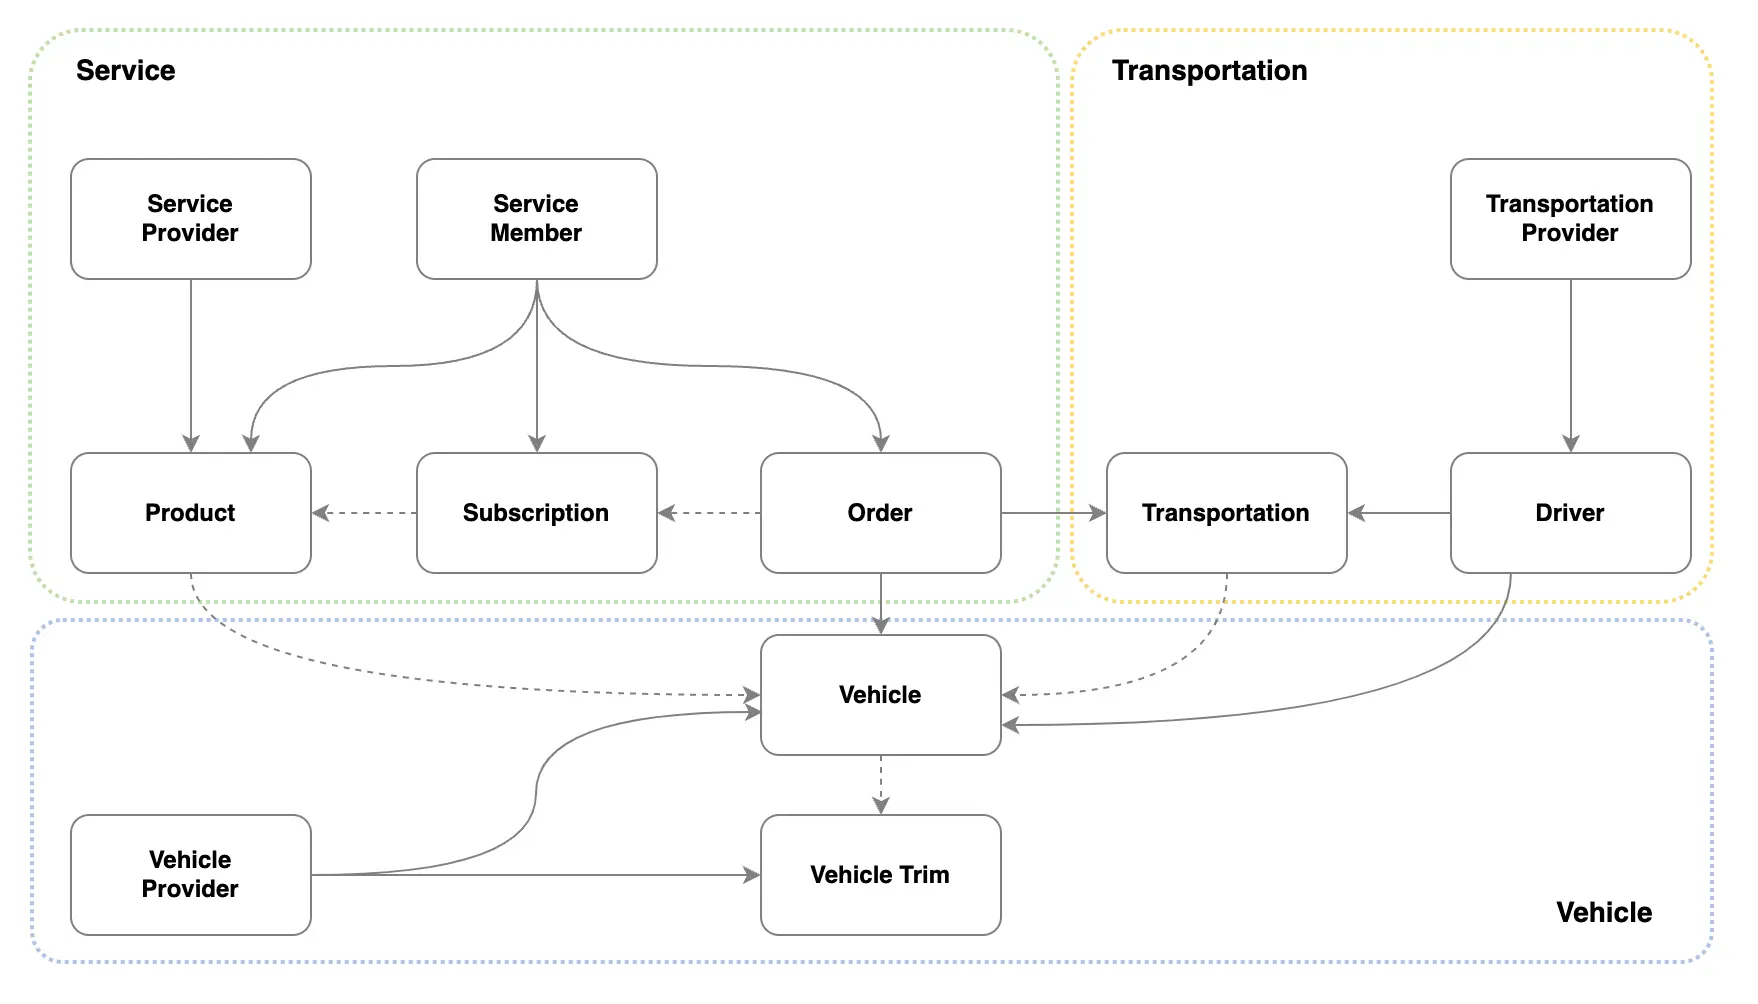 Service
Transportation
Service
Provider
Service
Member
Transportation
Provider
Product
Subscription
Order
Transportation
Driver
Vehicle
Vehicle
Provider
Vehicle Trim
Vehicle